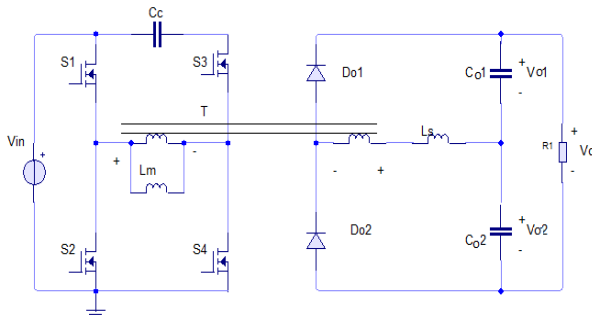 Cc
S1
S3
Do1
Co1
+
Vo1
-
T
Vin
+
+
-
Lm
-
+
Ls
R1
+
Vo
-
S2
S4
Do2
Co2
+
Vo2
-